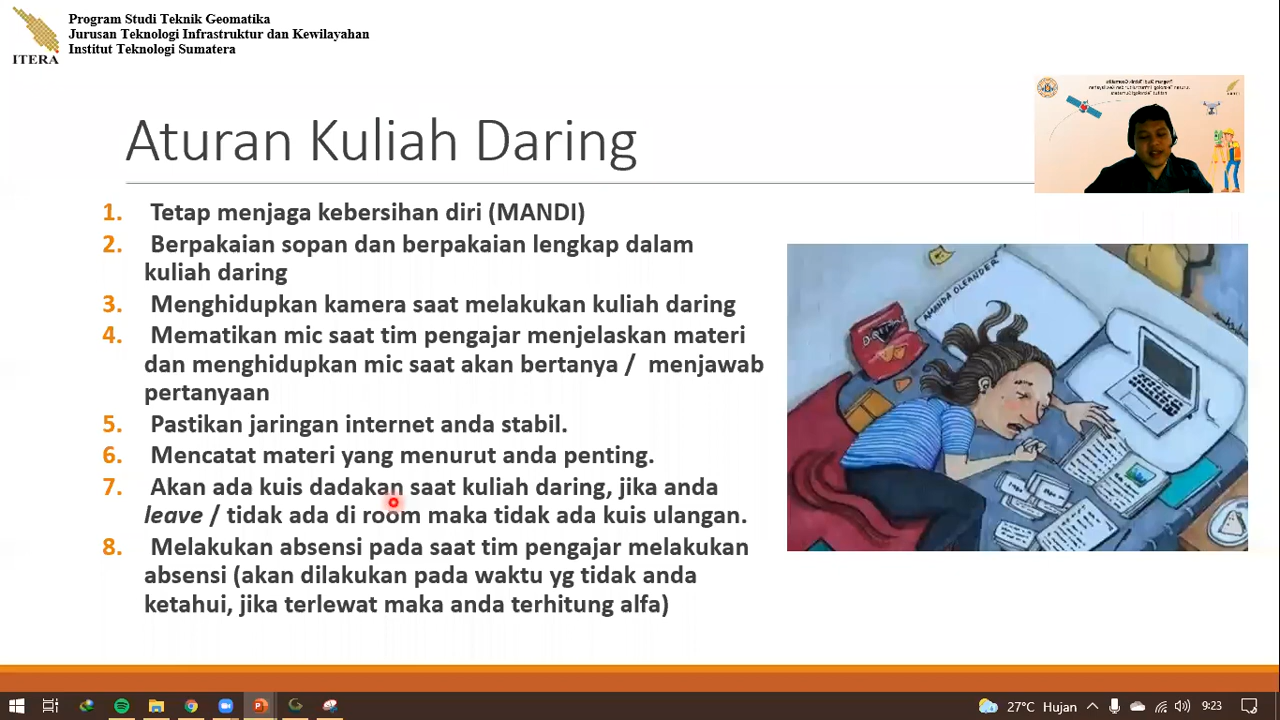 Program Studi Teknik Geomatika
Jurusan Teknologi Infrastruktur dan Kewilayahan
Institut Teknologi Sumatera
ITERA
Aturan Kuliah Daring
1. Tetap menjaga kebersihan diri (MANDI)
2. Berpakaian sopan dan berpakaian lengkap dalam
kuliah daring
3. Menghidupkan kamera saat melakukan kuliah daring
4. Mematikan mic saat tim pengajar menjelaskan materi
dan menghidupkan mic saat akan bertanya / menjawab
pertanyaan
5. Pastikan jaringan internet anda stabil.
6. Mencatat materi yang menurut anda penting.
7. Akan ada kuis dadakan saat kuliah daring, jika anda
leave / tidak ada di room maka tidak ada kuis ulangan.
8. Melakukan absensi pada saat tim pengajar melakukan
absensi (akan dilakukan pada waktu yg tidak anda
ketahui, jika terlewat maka anda terhitung alfa)
AMANDA OLEANDER
27°C Hujan
9:23